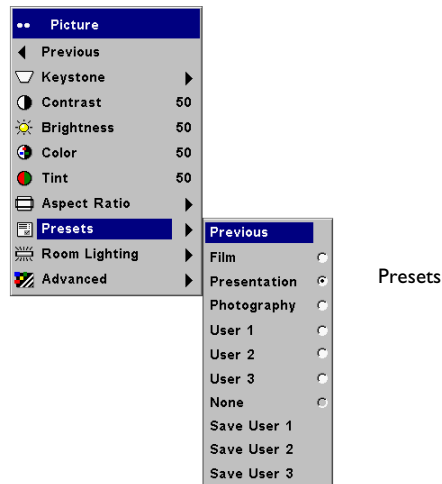 Picture
Previous
Keystone
Contrast 50
Brightness 50
Color 50
Tint 50
Aspect Ratio
Presets
Room Lighting
Advanced
Previous
Film
Presentation
Photography
User 1
User 2
User 3
None
Save User 1
Save User 2
Save User 3
Presets